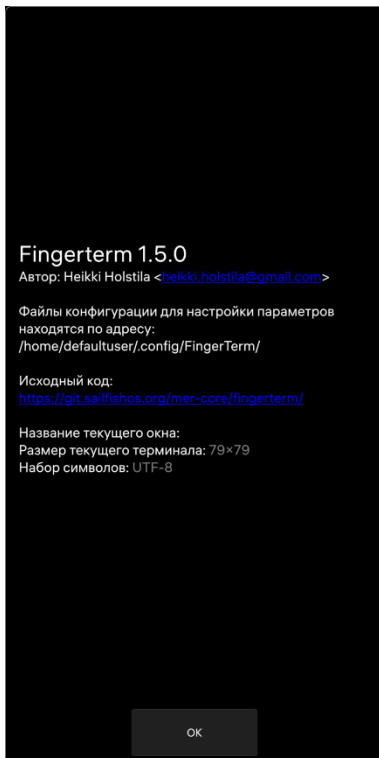 Fingerterm 1.5.0
Автор: Heikki Holstila <heikki.holstila@gmail.com>
Файлы конфигурации для настройки параметров
находятся по адресу:
/home/defaultuser/.config/FingerTerm/
Исходный код:
https://git.sailfishos.org/mer-core/fingerterm/
Название текущего окна:
Размер текущего терминала: 79×79
Набор символов: UTF-8
ОК